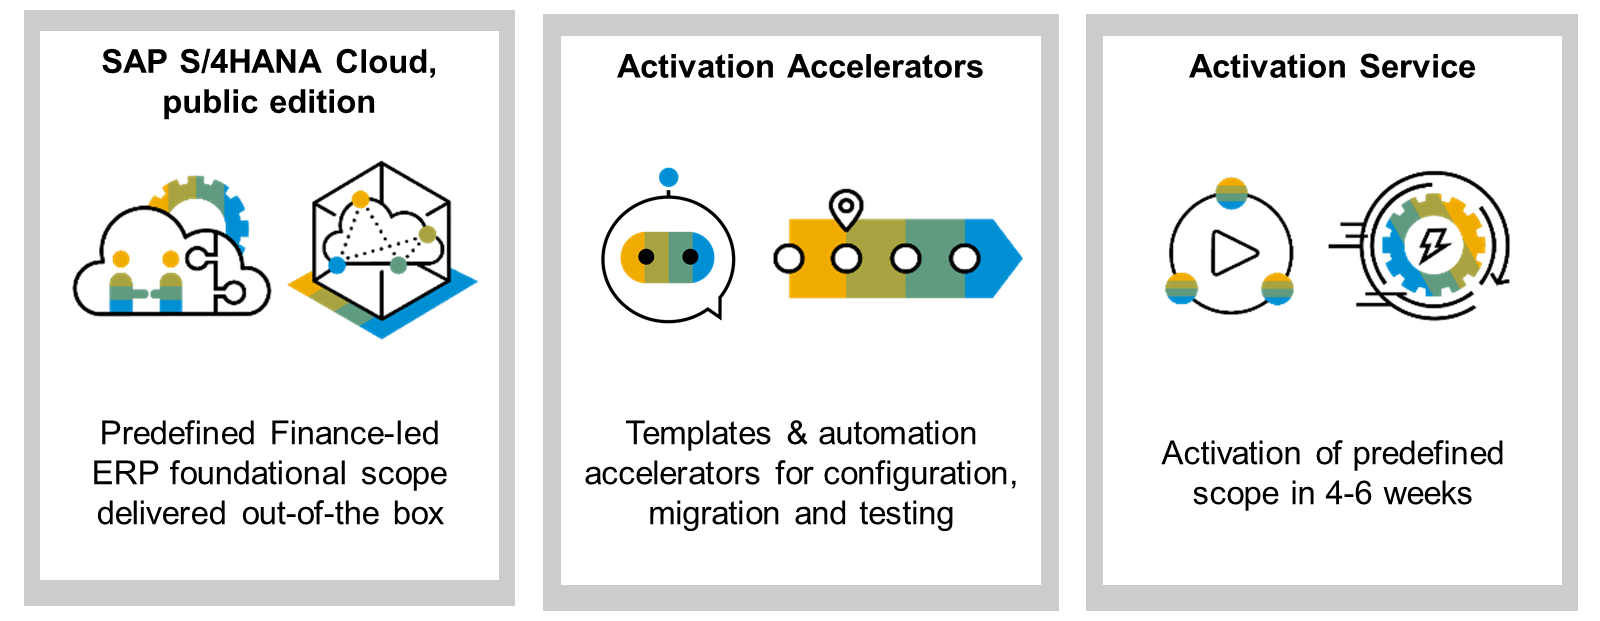 SAP S/4HANA Cloud,
public edition
Predefined Finance-led
ERP foundational scope
delivered out-of-the box
Activation Accelerators
Templates & automation
accelerators for configuration,
migration and testing
Activation Service
Activation of predefined
scope in 4-6 weeks